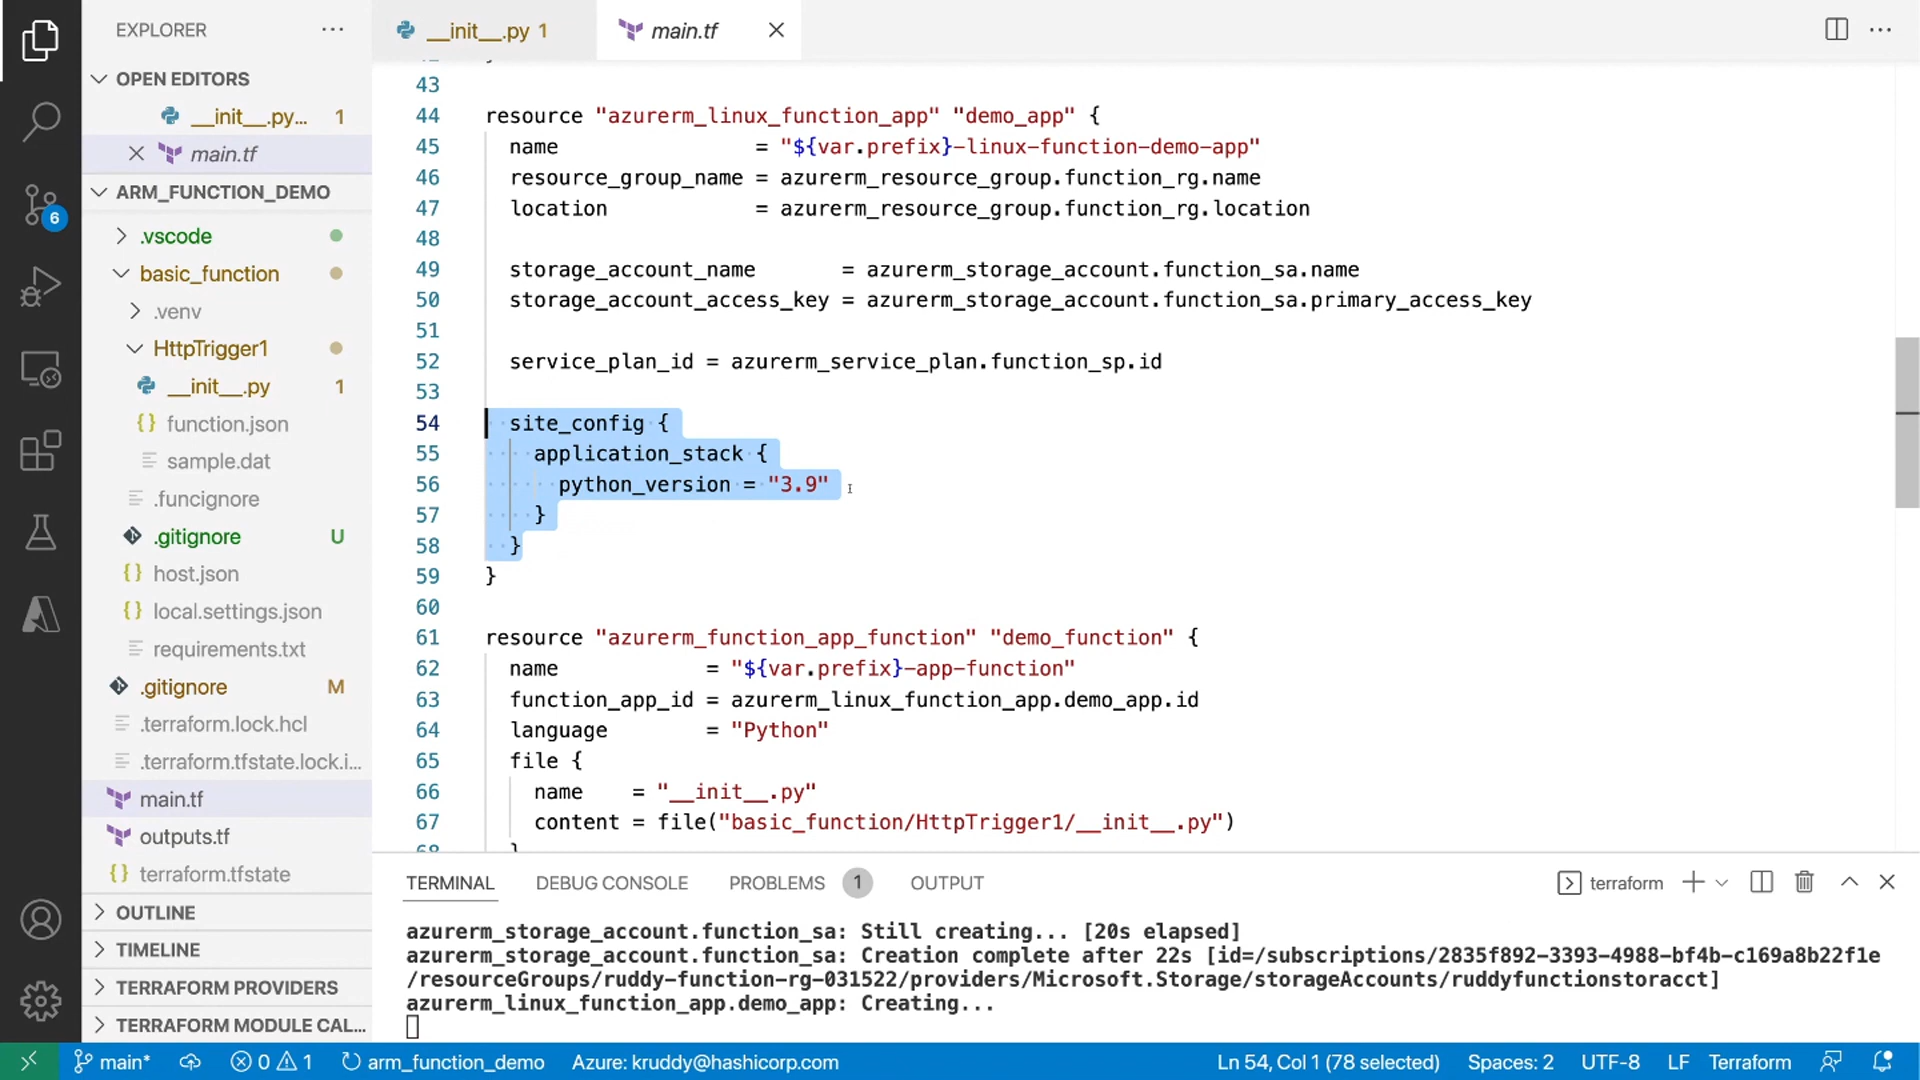 EXPLORER
OPEN EDITORS
__init__.py... 1
main.tf
ARM_FUNCTION_DEMO
.vscode
basic_function
.venv
HttpTrigger1
__init__.py 1
function.json
sample.dat
.funcignore
.gitignore U
host.json
local.settings.json
requirements.txt
.gitignore M
.terraform.lock.hcl
.terraform.tfstate.lock.i...
main.tf
outputs.tf
terraform.tfstate
OUTLINE
TIMELINE
TERRAFORM PROVIDERS
TERRAFORM MODULE CAL...
6
__init__.py 1
main.tf
43
44 resource "azurerm_linux_function_app" "demo_app" {
45 name = "${var.prefix}-linux-function-demo-app"
46 resource_group_name = azurerm_resource_group.function_rg.name
47 location = azurerm_resource_group.function_rg.location
48
49 storage_account_name = azurerm_storage_account.function_sa.name
50 storage_account_access_key = azurerm_storage_account.function_sa.primary_access_key
51
52 service_plan_id = azurerm_service_plan.function_sp.id
53
54 site_config {
55 application_stack {
56 python_version = "3.9"
57 }
58 }
59 }
60
61 resource "azurerm_function_app_function" "demo_function" {
62 name = "${var.prefix}-app-function"
63 function_app_id = azurerm_linux_function_app.demo_app.id
64 language = "Python"
65 file {
66 name = "__init__.py"
67 content = file("basic_function/HttpTrigger1/__init__.py")
68 }
TERMINAL DEBUG CONSOLE PROBLEMS 1 OUTPUT
terraform
azurerm_storage_account.function_sa: Still creating... [20s elapsed]
azurerm_storage_account.function_sa: Creation complete after 22s [id=/subscriptions/2835f892-3393-4988-bf4b-c169a8b22f1e
/resourceGroups/ruddy-function-rg-031522/providers/Microsoft.Storage/storageAccounts/ruddyfunctionstoracct]
azurerm_linux_function_app.demo_app: Creating...
main* 0 1 arm_function_demo Azure: kruddy@hashicorp.com Ln 54, Col 1 (78 selected) Spaces: 2 UTF-8 LF Terraform